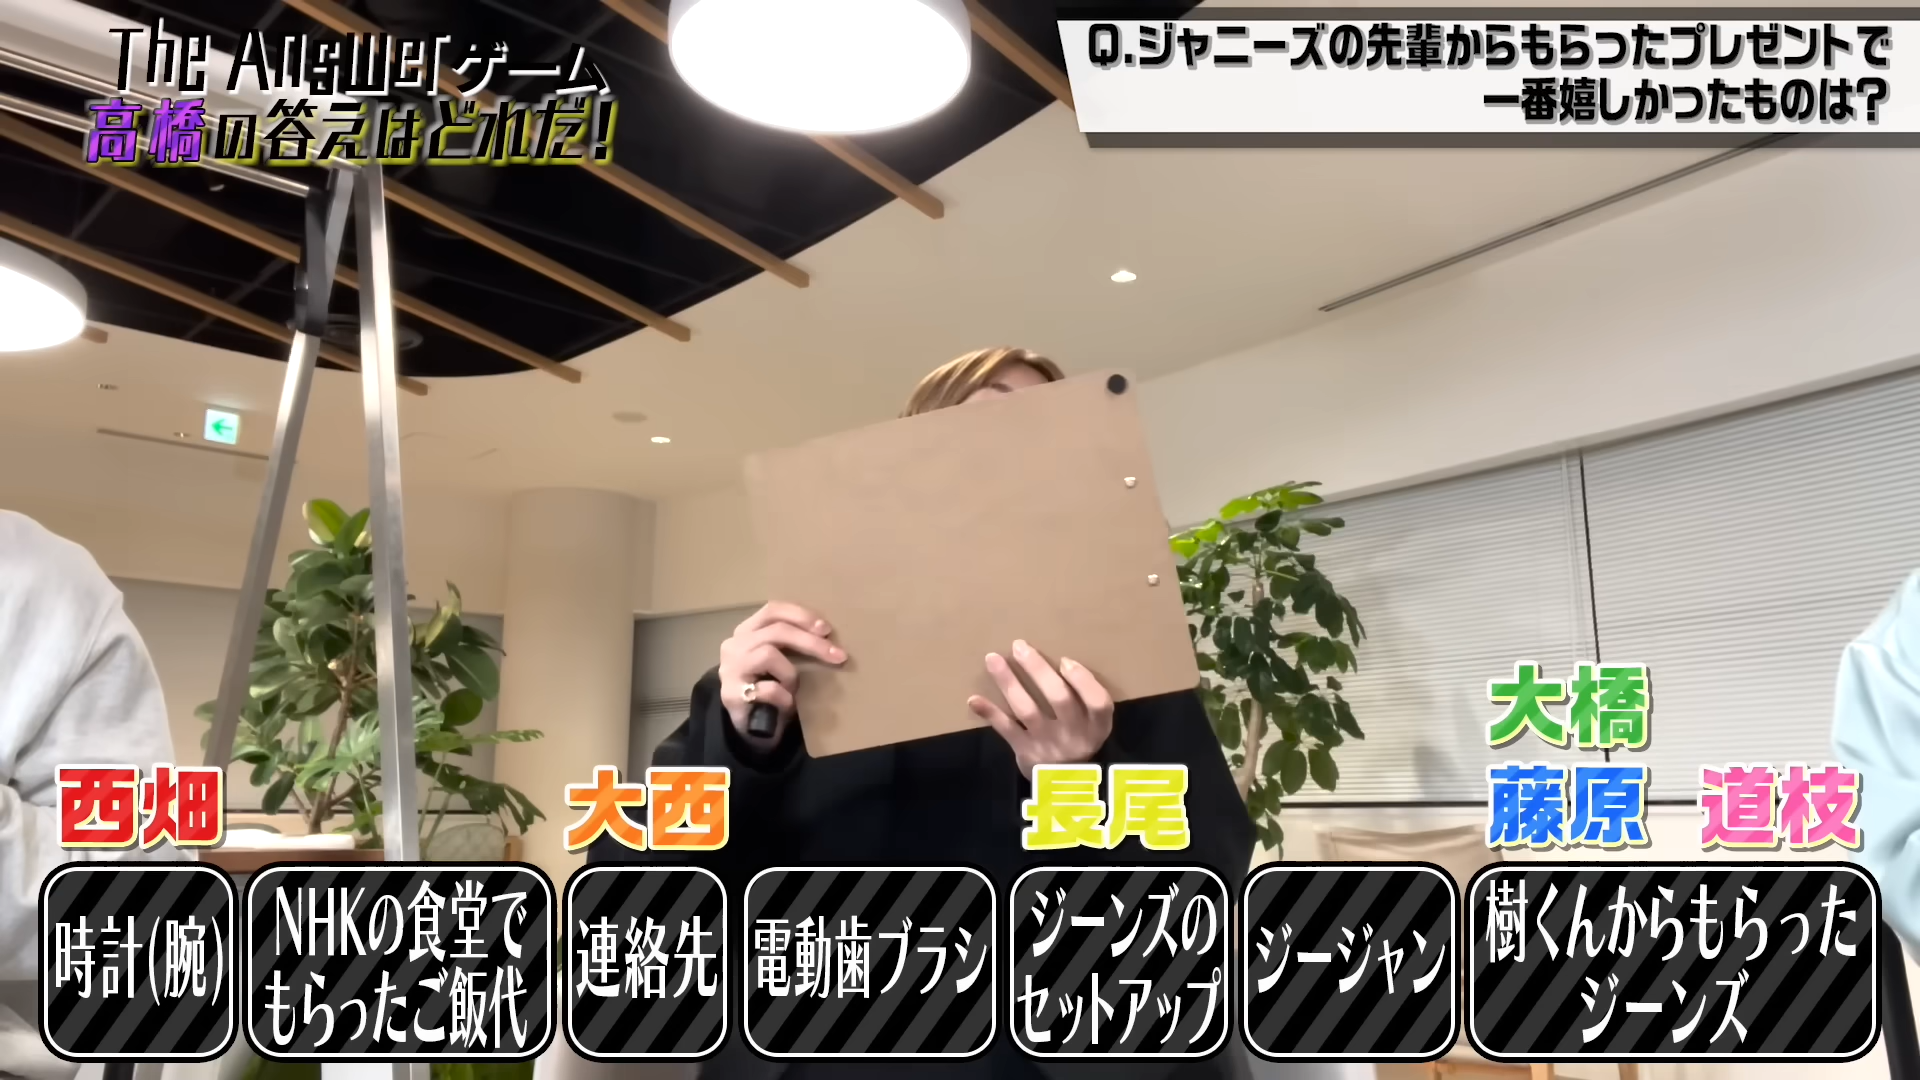 The Answerゲーム
高橋の答えはどれだ!
Q.ジャニーズの先輩からもらったプレゼントで
一番嬉しかったものは?
大橋
西畑
大西
長尾
藤原
道枝
時計(腕)
NHKの食堂で
もらったご飯代
連絡先
電動歯ブラシ
ジーンズの
セットアップ
ジージャン
樹くんからもらった
ジーンズ